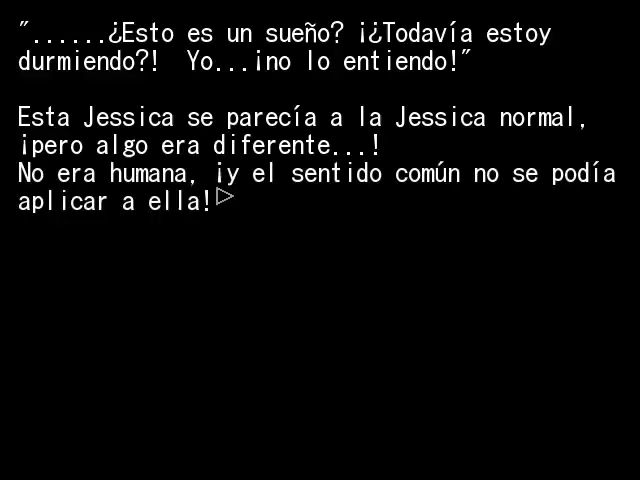 "......¿Esto es un sueño? ¡¿Todavía estoy
durmiendo?!  Yo...¡no lo entiendo!"
Esta Jessica se parecía a la Jessica normal,
¡pero algo era diferente...!
No era humana, ¡y el sentido común no se podía
aplicar a ella!